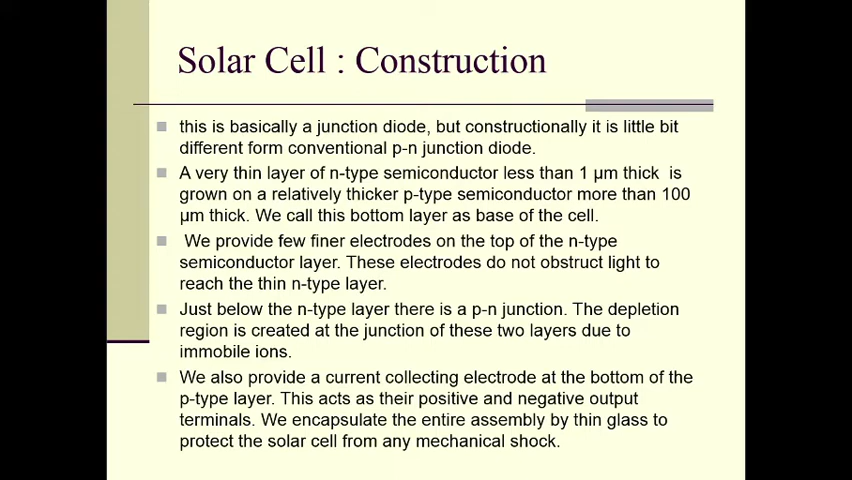 Solar Cell : Construction
this is basically a junction diode, but constructionally it is little bit
different form conventional p-n junction diode.
A very thin layer of n-type semiconductor less than 1 μm thick is
grown on a relatively thicker p-type semiconductor more than 100
μm thick. We call this bottom layer as base of the cell.
We provide few finer electrodes on the top of the n-type
semiconductor layer. These electrodes do not obstruct light to
reach the thin n-type layer.
Just below the n-type layer there is a p-n junction. The depletion
region is created at the junction of these two layers due to
immobile ions.
We also provide a current collecting electrode at the bottom of the
p-type layer. This acts as their positive and negative output
terminals. We encapsulate the entire assembly by thin glass to
protect the solar cell from any mechanical shock.